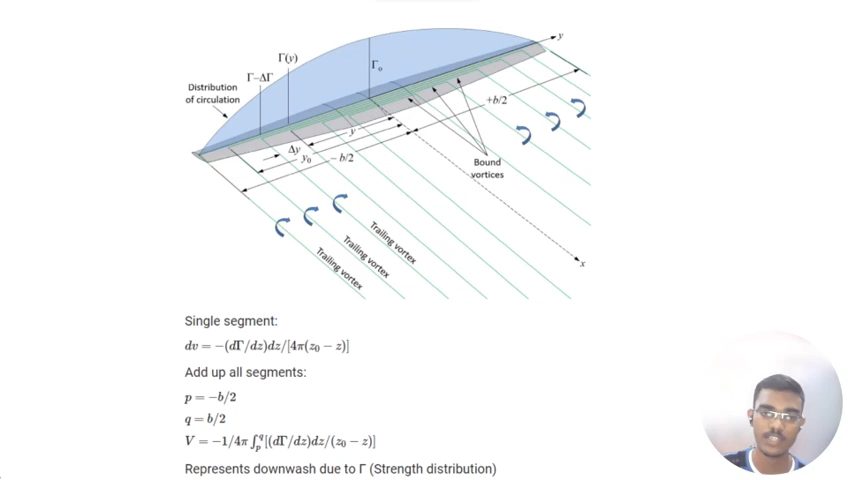 y
Γ(y)
Γ−ΔΓ
Γo
Distribution
of circulation
+b/2
y
Δy
y0
− b/2
Bound
vortices
Trailing vortex
Trailing vortex
Trailing vortex
x
Single segment:
dv = −(dΓ/dz)dz/[4π(z₀ − z)]
Add up all segments:
p = −b/2
q = b/2
V = −1/4π ∫ₚ^q [(dΓ/dz)dz/(z₀ − z)]
Represents downwash due to Γ (Strength distribution)